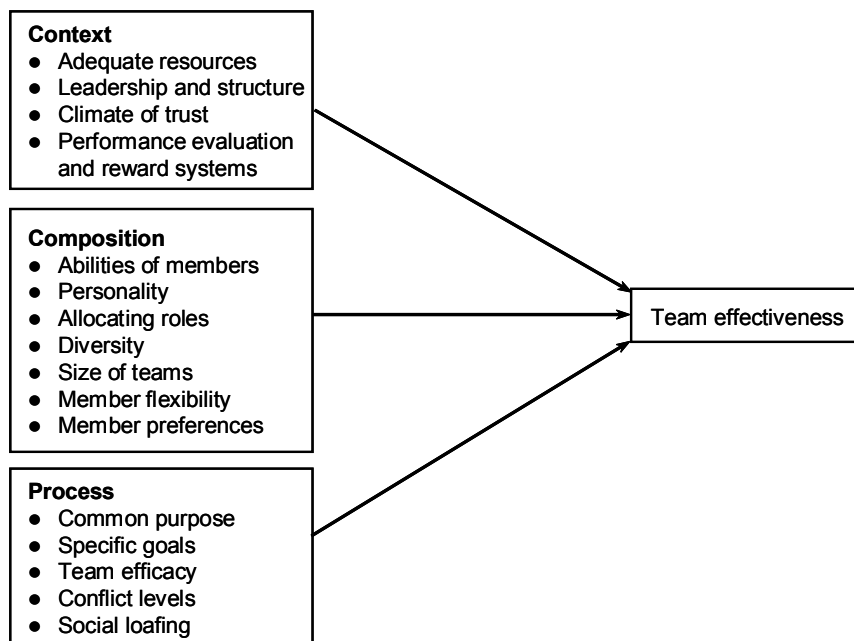 Context
● Adequate resources
● Leadership and structure
● Climate of trust
● Performance evaluation
and reward systems
Composition
● Abilities of members
● Personality
● Allocating roles
● Diversity
● Size of teams
● Member flexibility
● Member preferences
Team effectiveness
Process
● Common purpose
● Specific goals
● Team efficacy
● Conflict levels
● Social loafing